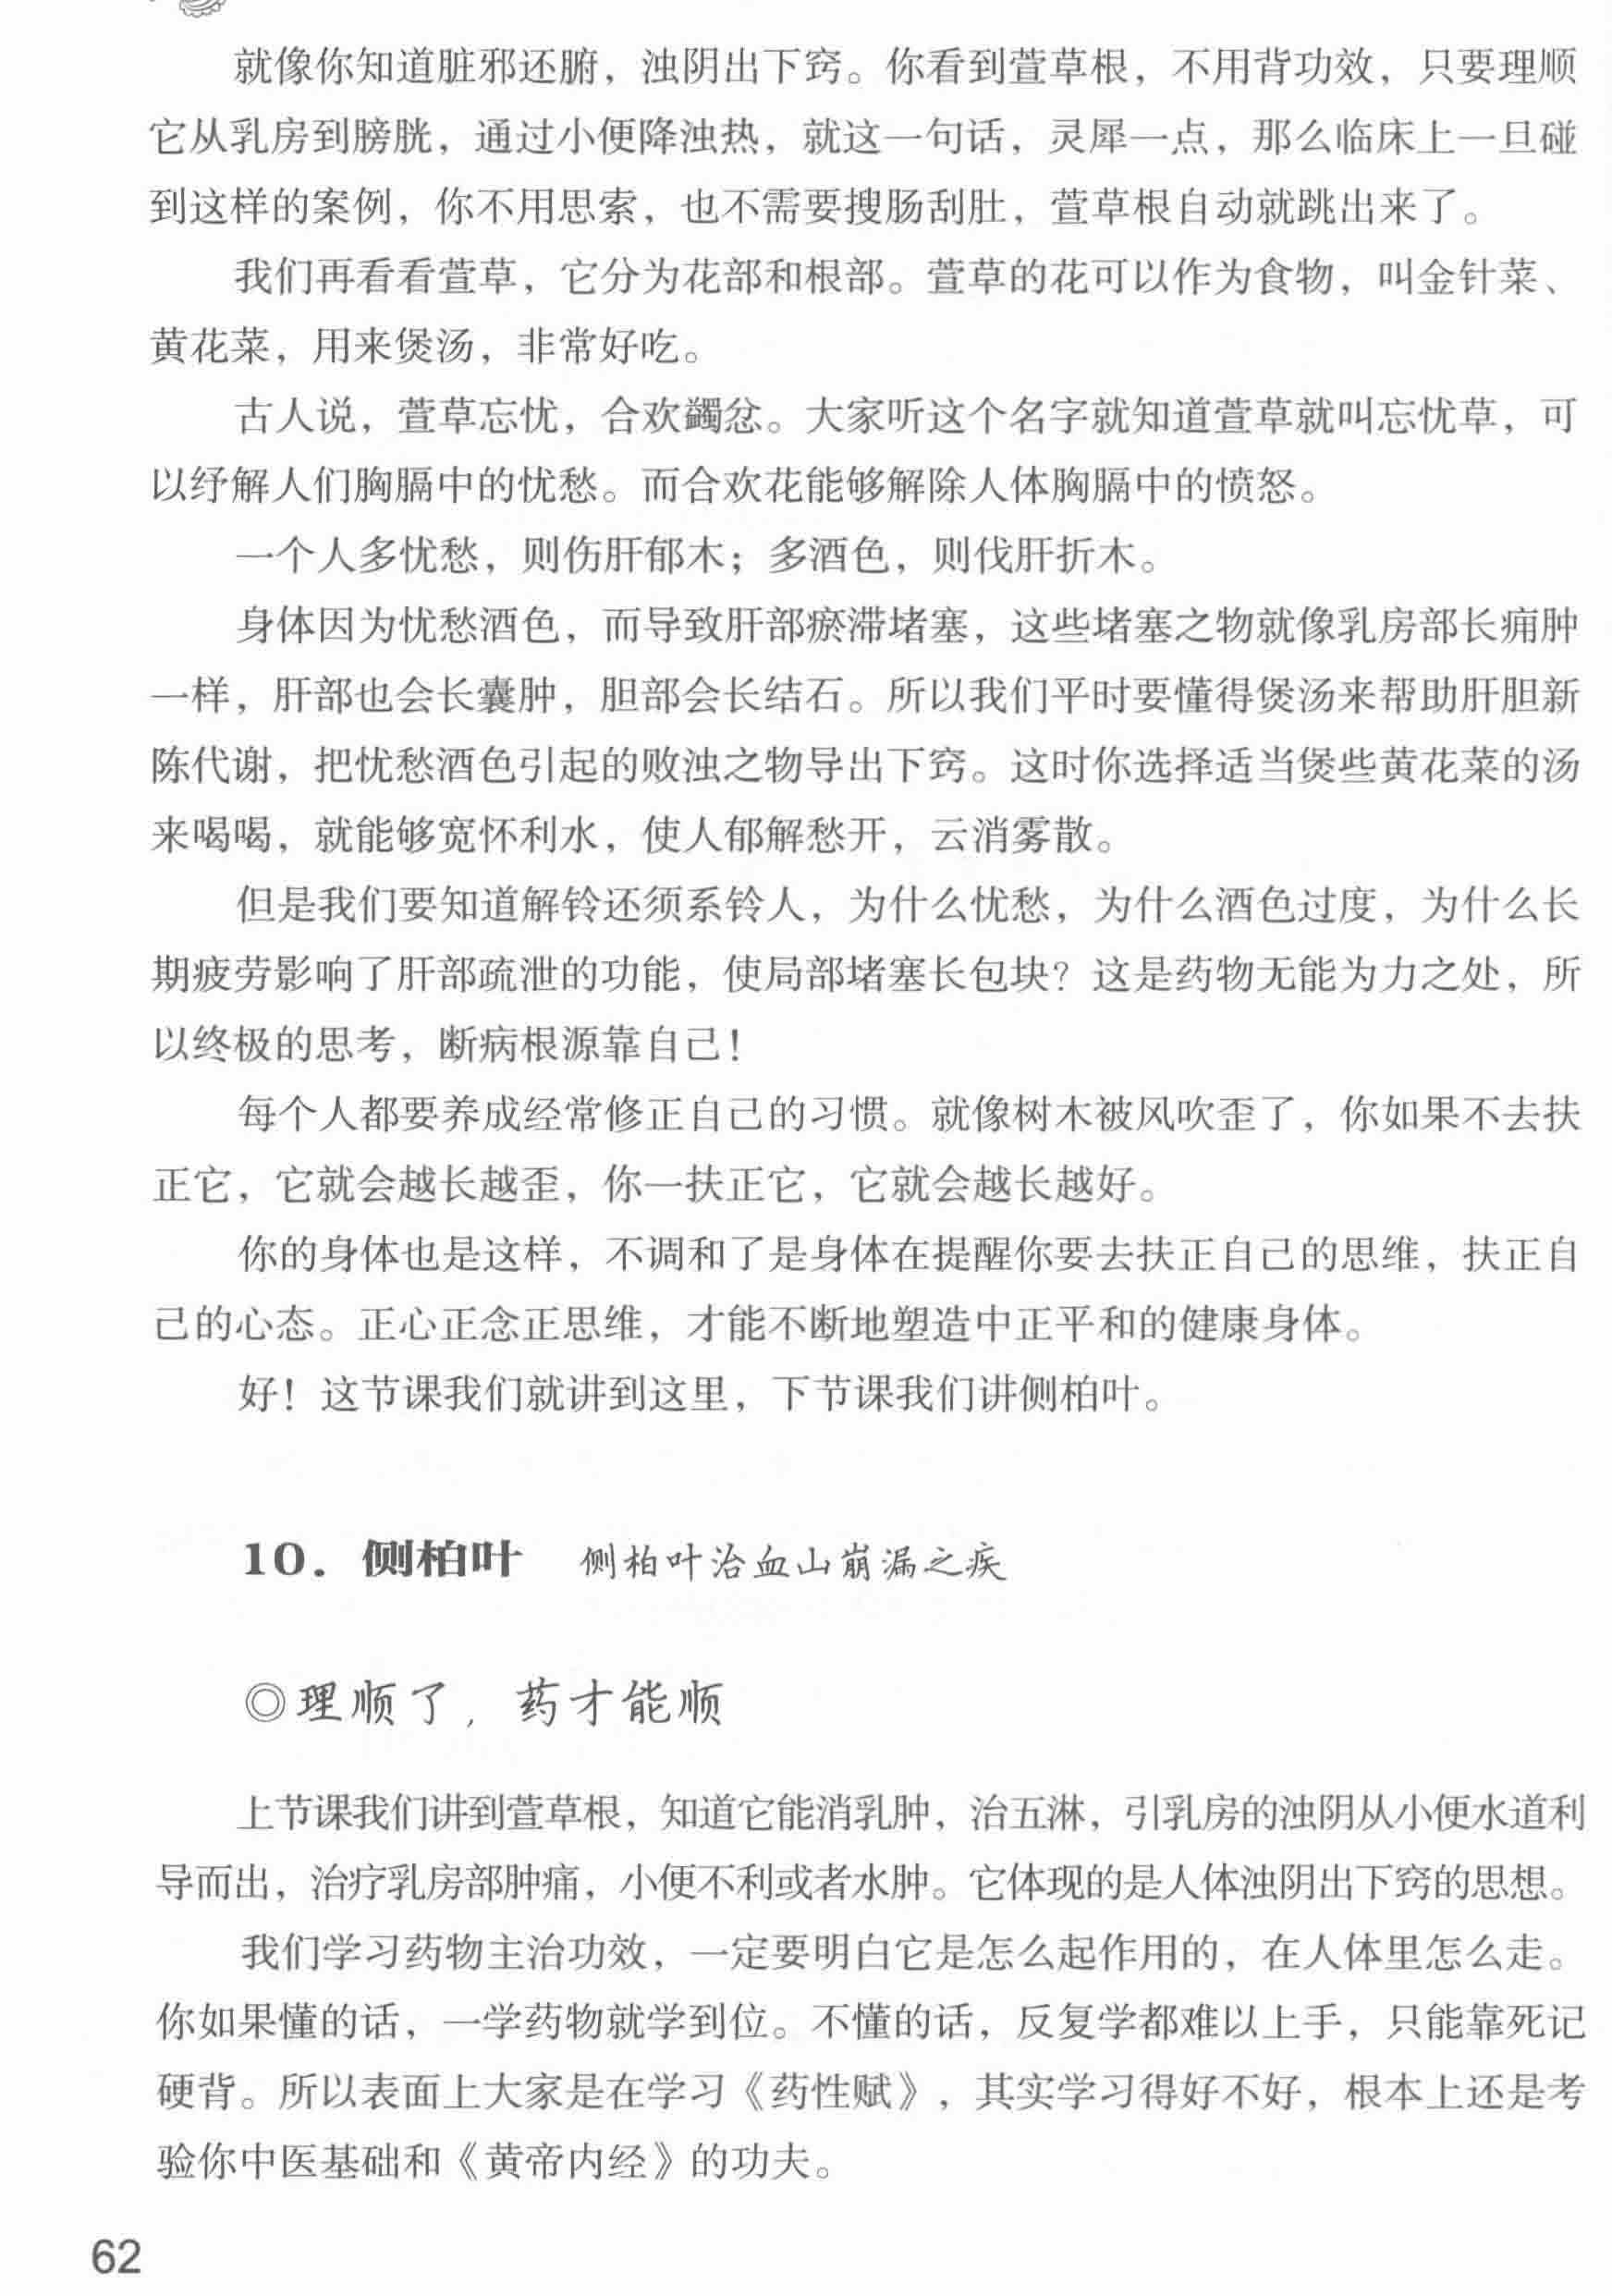 就像你知道脏邪还腑，浊阴出下窍。你看到萱草根，不用背功效，只要理顺
它从乳房到膀胱，通过小便降浊热，就这一句话，灵犀一点，那么临床上一旦碰
到这样的案例，你不用思索，也不需要搜肠刮肚，萱草根自动就跳出来了。
我们再看看萱草，它分为花部和根部。萱草的花可以作为食物，叫金针菜、
黄花菜，用来煲汤，非常好吃。
古人说，萱草忘忧，合欢蠲忿。大家听这个名字就知道萱草就叫忘忧草，可
以纾解人们胸膈中的忧愁。而合欢花能够解除人体胸膈中的愤怒。
一个人多忧愁，则伤肝郁木；多酒色，则伐肝折木。
身体因为忧愁酒色，而导致肝部瘀滞堵塞，这些堵塞之物就像乳房部长痈肿
一样，肝部也会长囊肿，胆部会长结石。所以我们平时要懂得煲汤来帮助肝胆新
陈代谢，把忧愁酒色引起的败浊之物导出下窍。这时你选择适当煲些黄花菜的汤
来喝喝，就能够宽怀利水，使人郁解愁开，云消雾散。
但是我们要知道解铃还须系铃人，为什么忧愁，为什么酒色过度，为什么长
期疲劳影响了肝部疏泄的功能，使局部堵塞长包块？这是药物无能为力之处，所
以终极的思考，断病根源靠自己！
每个人都要养成经常修正自己的习惯。就像树木被风吹歪了，你如果不去扶
正它，它就会越长越歪，你一扶正它，它就会越长越好。
你的身体也是这样，不调和了是身体在提醒你要去扶正自己的思维，扶正自
己的心态。正心正念正思维，才能不断地塑造中正平和的健康身体。
好！这节课我们就讲到这里，下节课我们讲侧柏叶。
10. 侧柏叶 侧柏叶治血山崩漏之疾
◎理顺了，药才能顺
上节课我们讲到萱草根，知道它能消乳肿，治五淋，引乳房的浊阴从小便水道利
导而出，治疗乳房部肿痛，小便不利或者水肿。它体现的是人体浊阴出下窍的思想。
我们学习药物主治功效，一定要明白它是怎么起作用的，在人体里怎么走。
你如果懂的话，一学药物就学到位。不懂的话，反复学都难以上手，只能靠死记
硬背。所以表面上大家是在学习《药性赋》，其实学习得好不好，根本上还是考
验你中医基础和《黄帝内经》的功夫。
62